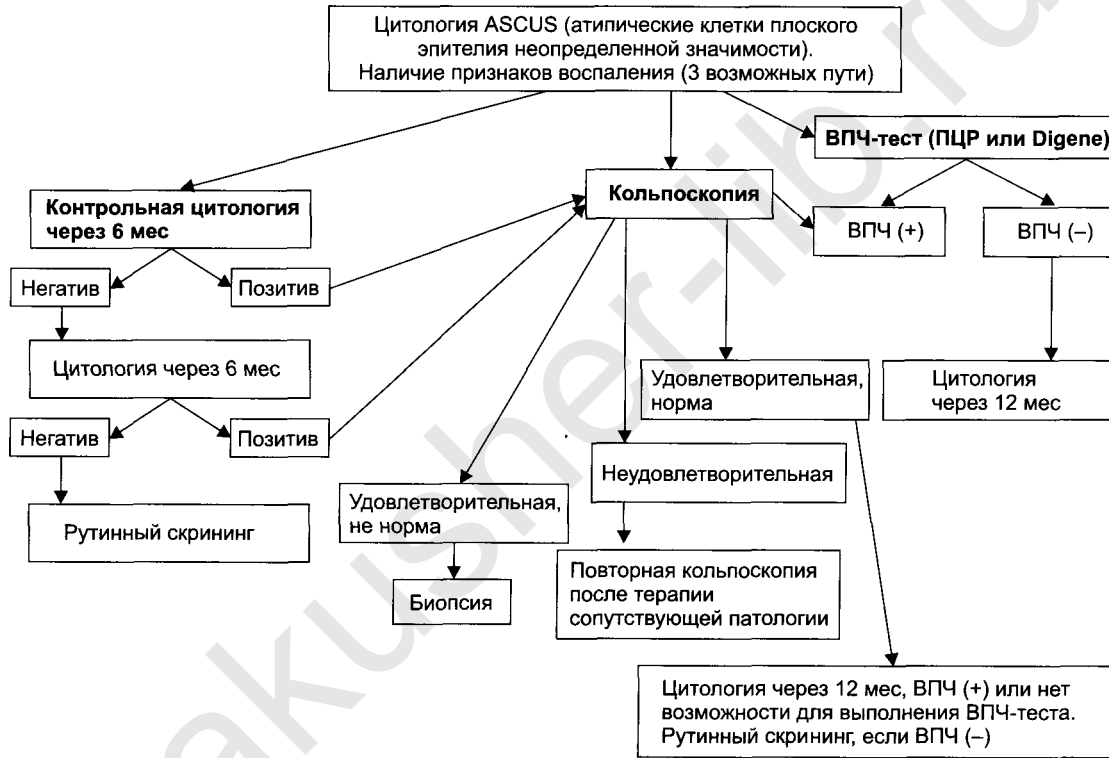 Цитология ASCUS (атипические клетки плоского
эпителия неопределенной значимости).
Наличие признаков воспаления (3 возможных пути)
ВПЧ-тест (ПЦР или Digene)
Контрольная цитология
через 6 мес
Кольпоскопия
ВПЧ (+)
ВПЧ (–)
Негатив
Позитив
Цитология через 6 мес
Удовлетворительная,
норма
Цитология
через 12 мес
Негатив
Позитив
Неудовлетворительная
Удовлетворительная,
не норма
Рутинный скрининг
Биопсия
Повторная кольпоскопия
после терапии
сопутствующей патологии
Цитология через 12 мес, ВПЧ (+) или нет
возможности для выполнения ВПЧ-теста.
Рутинный скрининг, если ВПЧ (–)
akusher-lib.ru